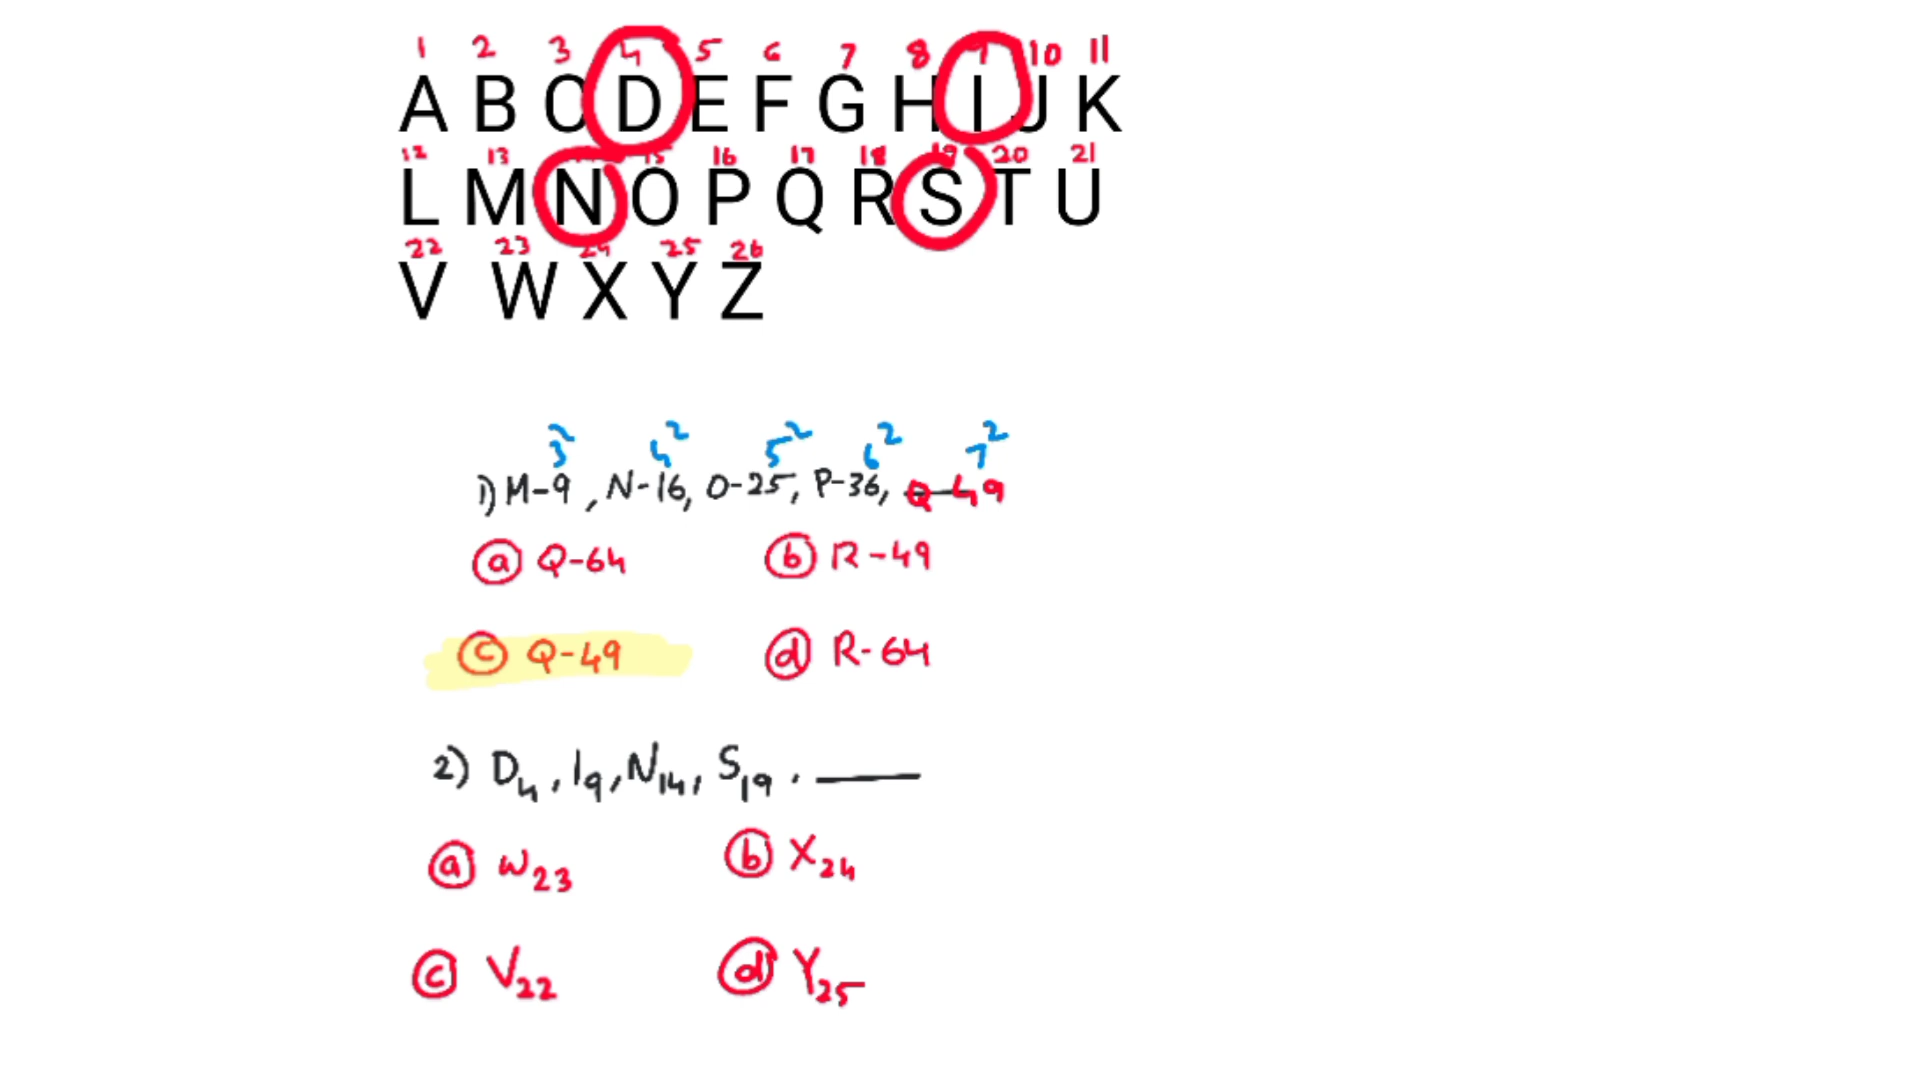 1 2 3 4 5 6 7 8 9 10 11
A B C D E F G H I J K
12 13 14 15 16 17 18 19 20 21
L M N O P Q R S T U
22 23 24 25 26
V W X Y Z
3² 4² 5² 6² 7²
1) M-9, N-16, O-25, P-36, Q-49
ⓐ Q-64 ⓑ R-49
ⓒ Q-49 ⓓ R-64
2) D₄, I₉, N₁₄, S₁₉, ____
ⓐ W₂₃ ⓑ X₂₄
ⓒ V₂₂ ⓓ Y₂₅